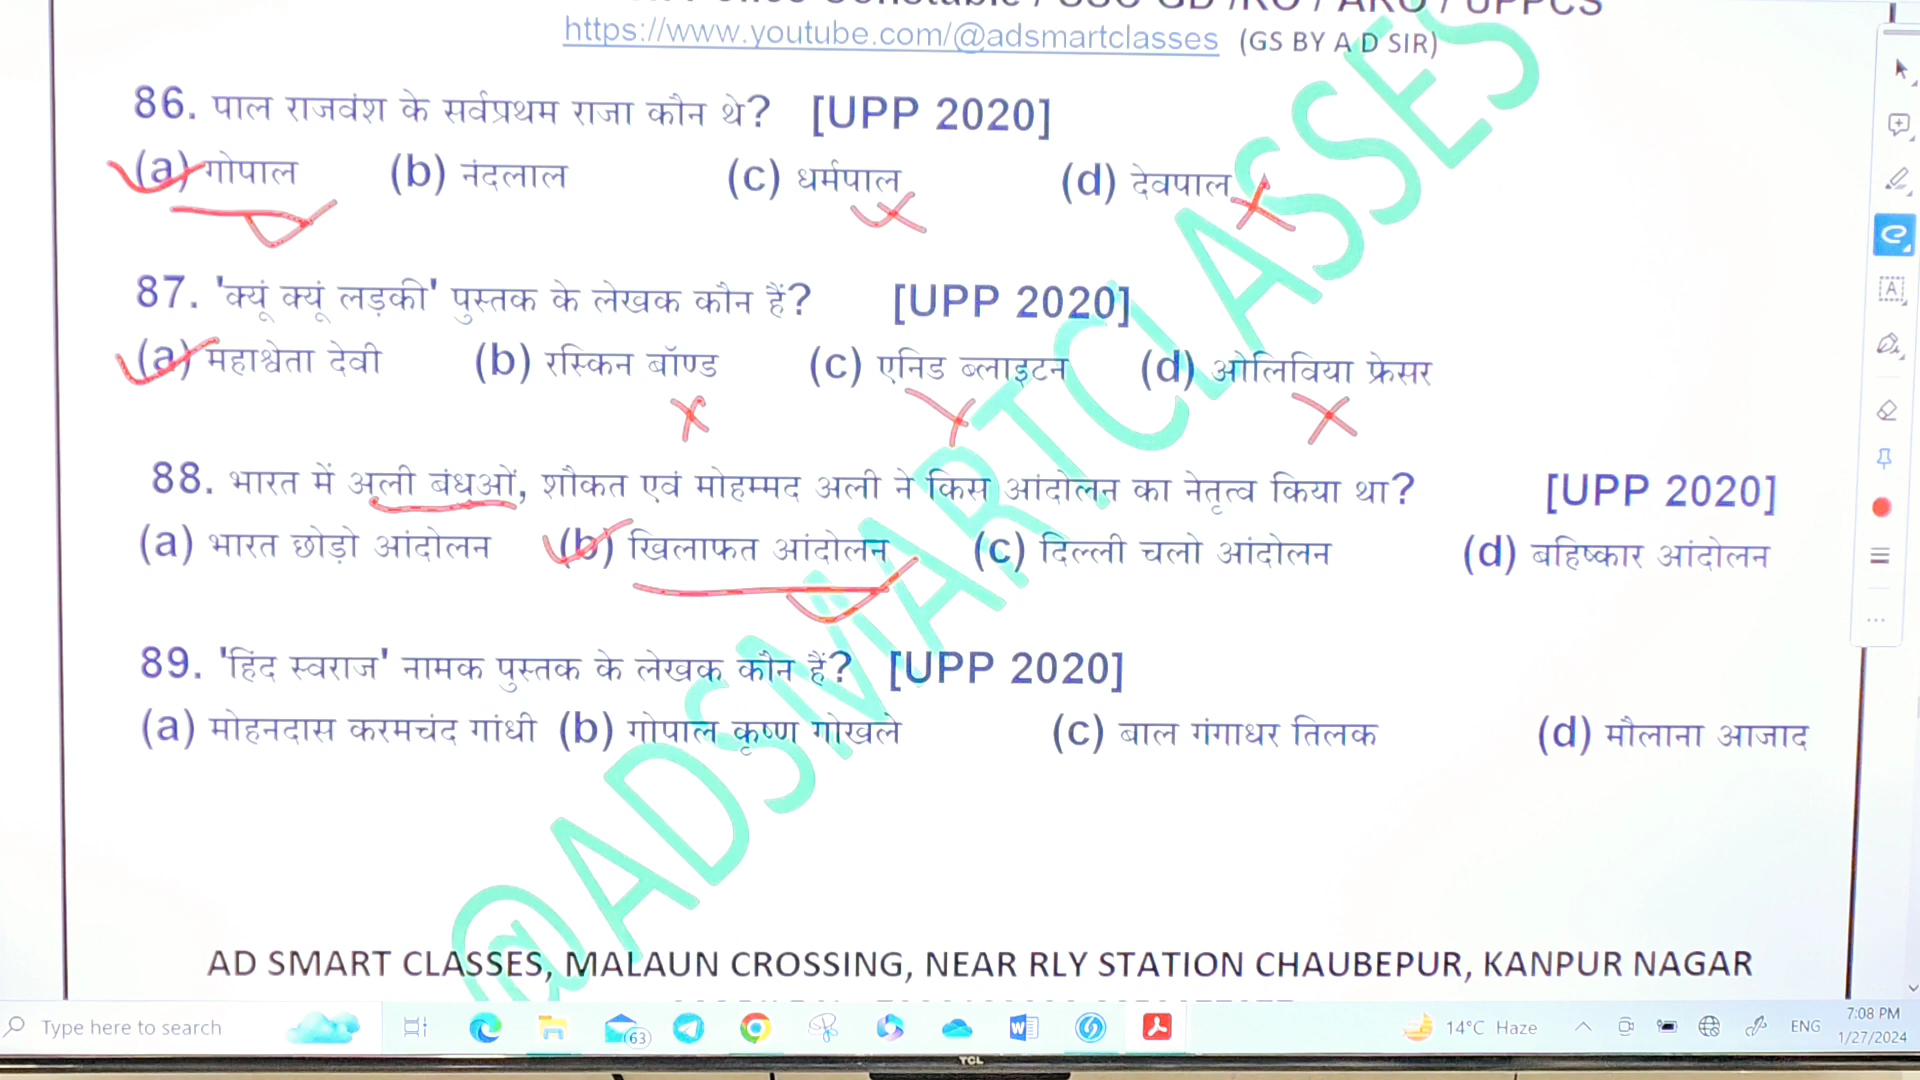 https://www.youtube.com/@adsmartclasses (GS BY A D SIR)
86. पाल राजवंश के सर्वप्रथम राजा कौन थे? [UPP 2020]
(a) गोपाल (b) नंदलाल (c) धर्मपाल (d) देवपाल
87. 'क्यूं क्यूं लड़की' पुस्तक के लेखक कौन हैं? [UPP 2020]
(a) महाश्वेता देवी (b) रस्किन बॉण्ड (c) एनिड ब्लाइटन (d) ओलिविया फ्रेसर
88. भारत में अली बंधुओं, शौकत एवं मोहम्मद अली ने किस आंदोलन का नेतृत्व किया था? [UPP 2020]
(a) भारत छोड़ो आंदोलन (b) खिलाफत आंदोलन (c) दिल्ली चलो आंदोलन (d) बहिष्कार आंदोलन
89. 'हिंद स्वराज' नामक पुस्तक के लेखक कौन हैं? [UPP 2020]
(a) मोहनदास करमचंद गांधी (b) गोपाल कृष्ण गोखले (c) बाल गंगाधर तिलक (d) मौलाना आजाद
@ADSMARTCLASSES
AD SMART CLASSES, MALAUN CROSSING, NEAR RLY STATION CHAUBEPUR, KANPUR NAGAR
Type here to search 63 14°C Haze ENG 7:08 PM
1/27/2024
TCL